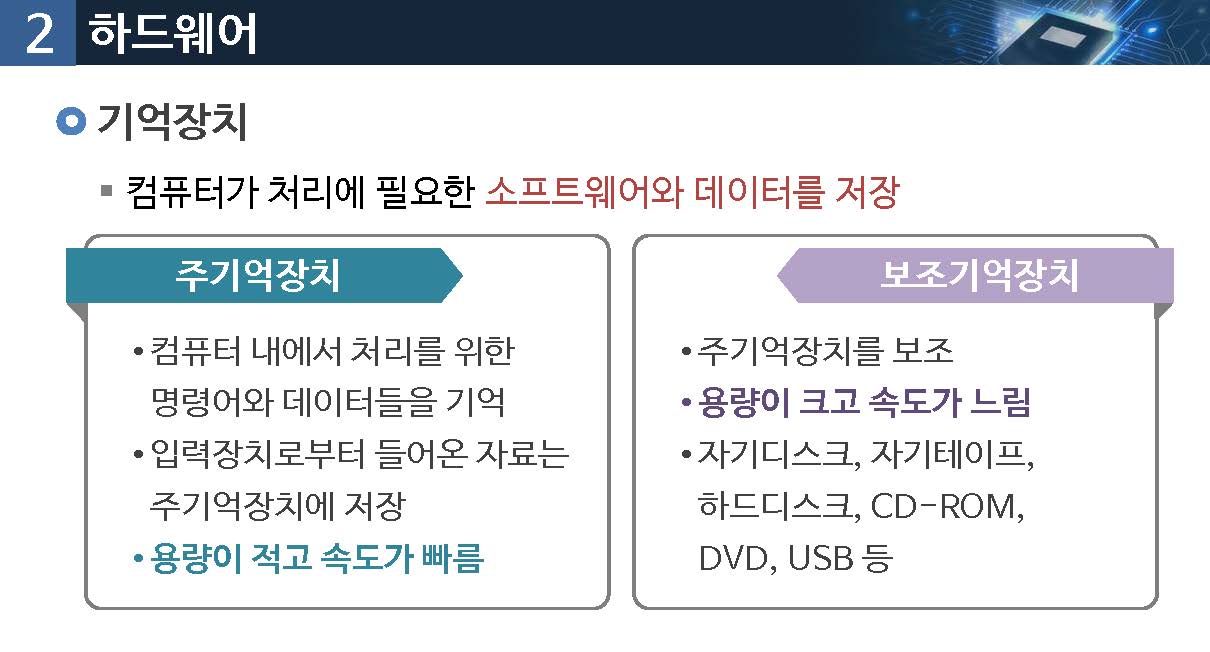 2 하드웨어
기억장치
▪ 컴퓨터가 처리에 필요한 소프트웨어와 데이터를 저장
주기억장치
• 컴퓨터 내에서 처리를 위한
명령어와 데이터들을 기억
• 입력장치로부터 들어온 자료는
주기억장치에 저장
• 용량이 적고 속도가 빠름
보조기억장치
• 주기억장치를 보조
• 용량이 크고 속도가 느림
• 자기디스크, 자기테이프,
하드디스크, CD-ROM,
DVD, USB 등